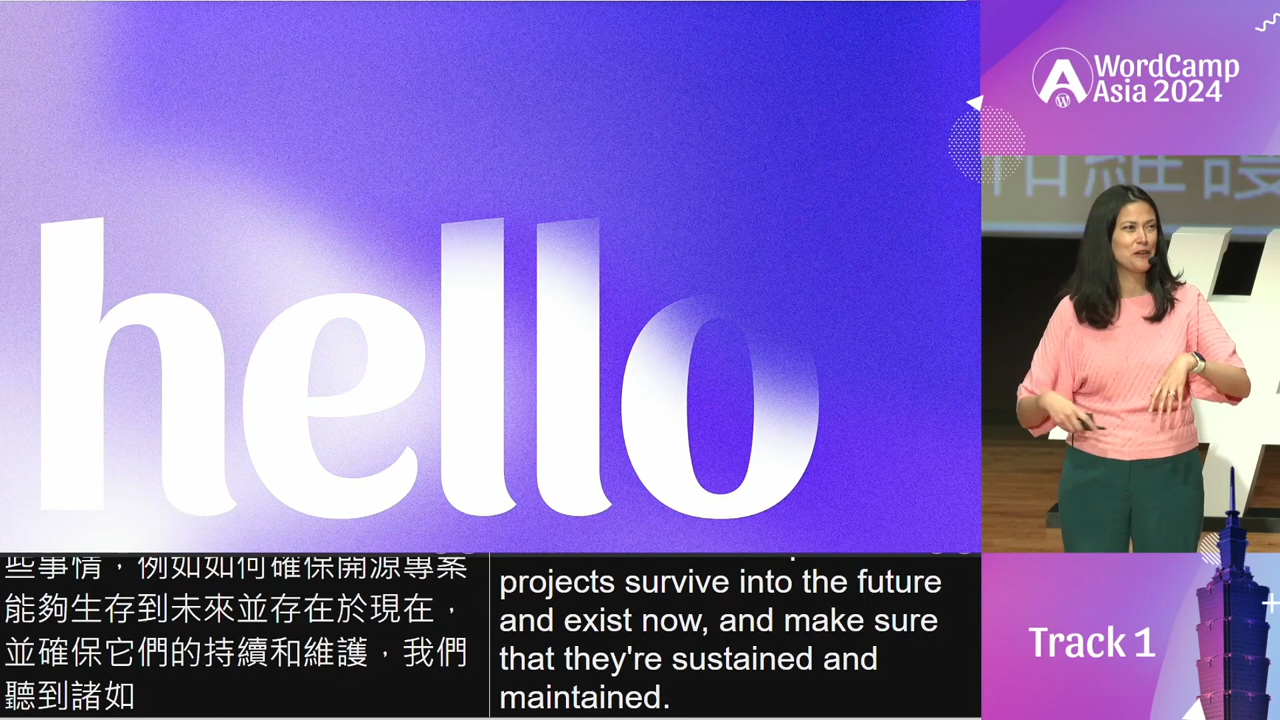 hello
WordCamp
Asia 2024
些事情，例如如何確保開源專案
能夠生存到未來並存在於現在，
並確保它們的持續和維護，我們
聽到諸如
projects survive into the future
and exist now, and make sure
that they're sustained and
maintained.
和維護
Track 1